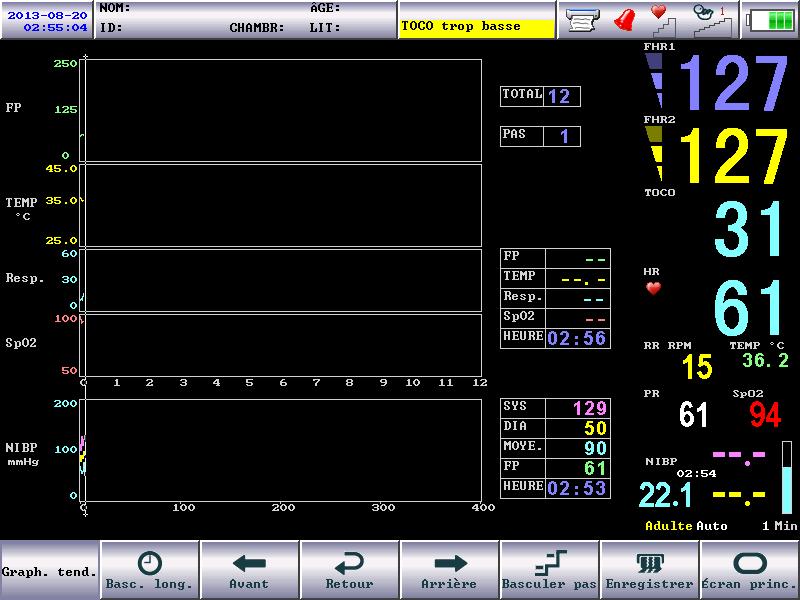 2013-08-20
02:55:04
NOM: ÂGE:
ID: CHAMBR: LIT:
TOCO trop basse
1
FP
250
125
0
TEMP
°C
45.0
35.0
25.0
Resp.
60
30
0
SpO2
100
50
0 1 2 3 4 5 6 7 8 9 10 11 12
NIBP
mmHg
200
100
0
0 100 200 300 400
TOTAL 12
PAS 1
FP --
TEMP --.-
Resp. --
SpO2 --
HEURE 02:56
SYS 129
DIA 50
MOYE. 90
FP 61
HEURE 02:53
FHR1
127
FHR2
127
TOCO
31
HR
61
RR RPM
15
TEMP °C
36.2
PR
61
SpO2
94
NIBP
02:54
--.-
22.1
--.-
Adulte Auto 1 Min
Graph. tend.
Basc. long.
Avant
Retour
Arrière
Basculer pas
Enregistrer
Écran princ.